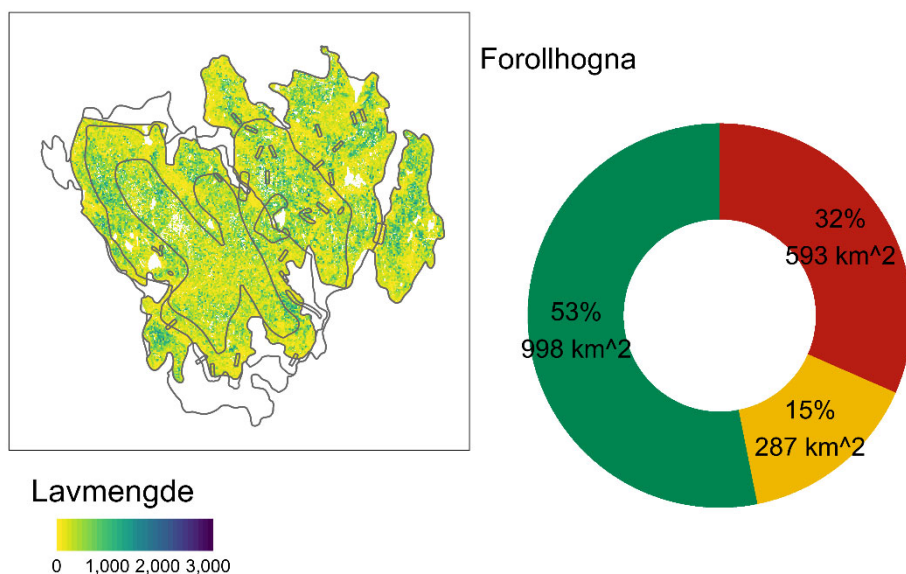 Forollhogna
32%
593 km^2
53%
998 km^2
15%
287 km^2
Lavmengde
0 1,000 2,000 3,000